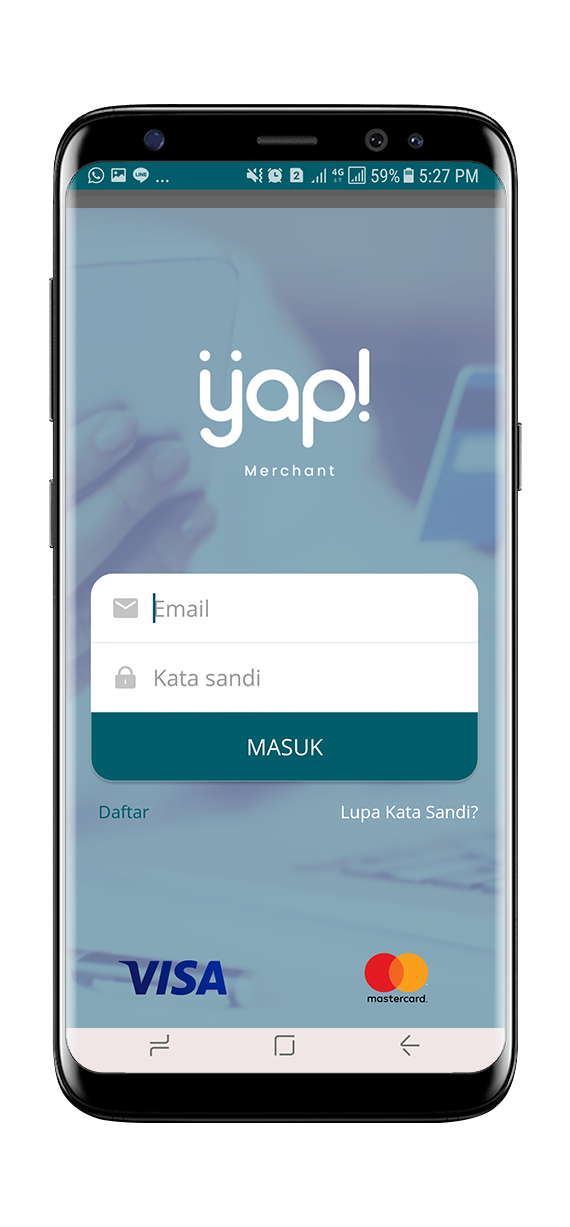 LINE ... 2 4G 59% 5:27 PM
yap!
Merchant
Email
Kata sandi
MASUK
Daftar Lupa Kata Sandi?
VISA mastercard.